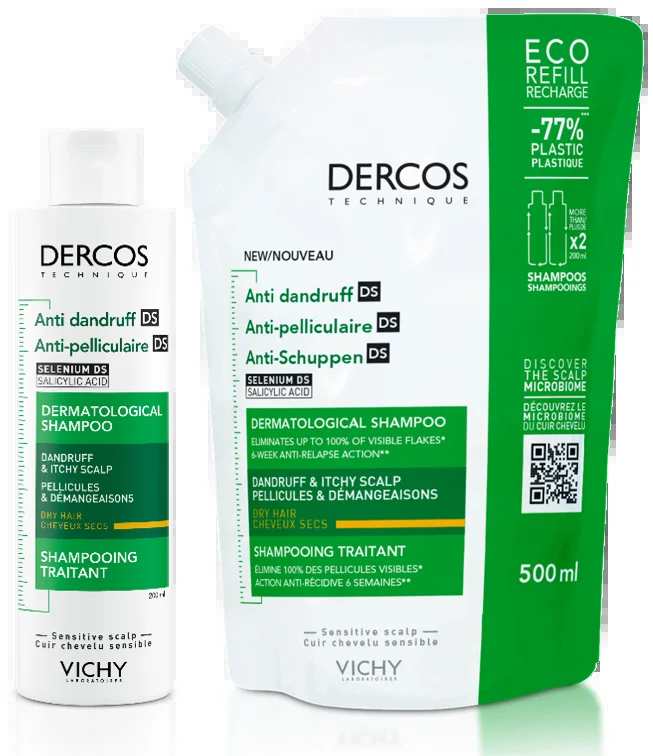 DERCOS
TECHNIQUE
Anti dandruff DS
Anti-pelliculaire DS
SELENIUM DS
SALICYLIC ACID
DERMATOLOGICAL
SHAMPOO
DANDRUFF
& ITCHY SCALP
PELLICULES
& DÉMANGEAISONS
DRY HAIR
CHEVEUX SECS
SHAMPOOING
TRAITANT
200 ml
Sensitive scalp
Cuir chevelu sensible
VICHY
LABORATOIRES
DERCOS
TECHNIQUE
NEW/NOUVEAU
Anti dandruff DS
Anti-pelliculaire DS
Anti-Schuppen DS
SELENIUM DS
SALICYLIC ACID
DERMATOLOGICAL SHAMPOO
ELIMINATES UP TO 100% OF VISIBLE FLAKES*
6-WEEK ANTI-RELAPSE ACTION**
DANDRUFF & ITCHY SCALP
PELLICULES & DÉMANGEAISONS
DRY HAIR
CHEVEUX SECS
SHAMPOOING TRAITANT
ÉLIMINE 100% DES PELLICULES VISIBLES*
ACTION ANTI-RÉCIDIVE 6 SEMAINES**
Sensitive scalp
Cuir chevelu sensible
VICHY
LABORATOIRES
ECO
REFILL
RECHARGE
-77%***
PLASTIC
PLASTIQUE
MORE
THAN/
PLUS DE
x2
200 ml
SHAMPOOS
SHAMPOOINGS
DISCOVER
THE SCALP
MICROBIOME
DÉCOUVREZ LE
MICROBIOME
DU CUIR CHEVELU
500 ml